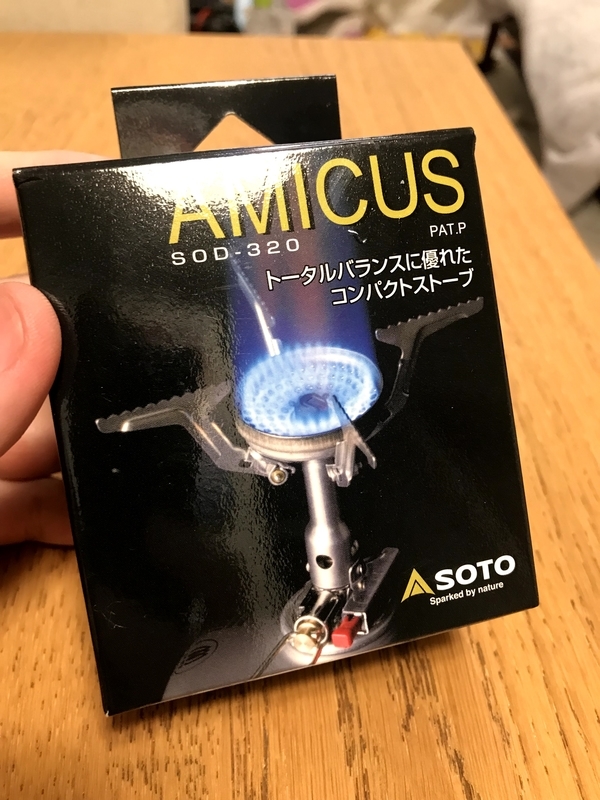 AMICUS
PAT.P
SOD-320
トータルバランスに優れた
コンパクトストーブ
SOTO
Sparked by nature